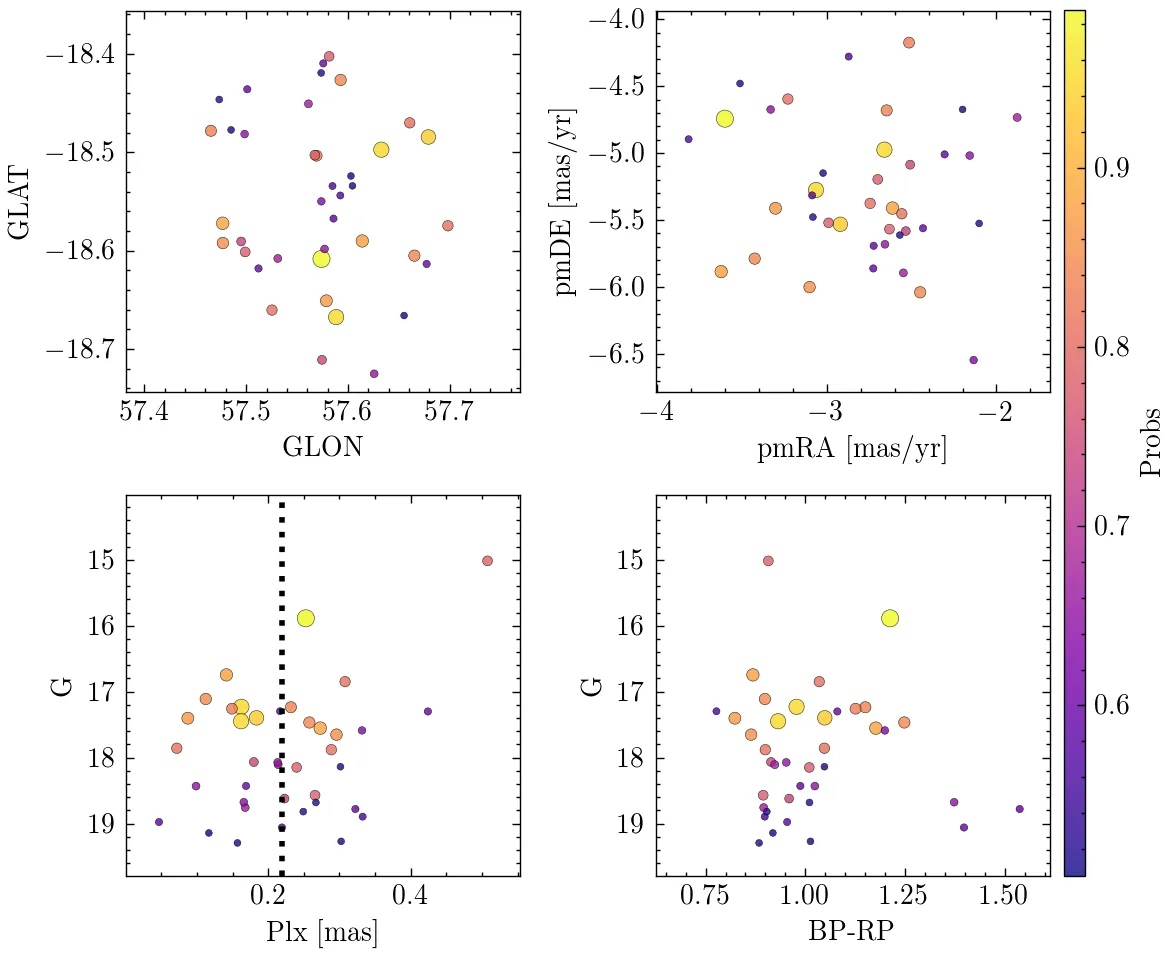 GLAT
−18.4
−18.5
−18.6
−18.7
57.4 57.5 57.6 57.7
GLON
pmDE [mas/yr]
−4.0
−4.5
−5.0
−5.5
−6.0
−6.5
−4 −3 −2
pmRA [mas/yr]
G
15
16
17
18
19
0.2 0.4
Plx [mas]
G
15
16
17
18
19
0.75 1.00 1.25 1.50
BP-RP
0.9
0.8
0.7
0.6
Probs